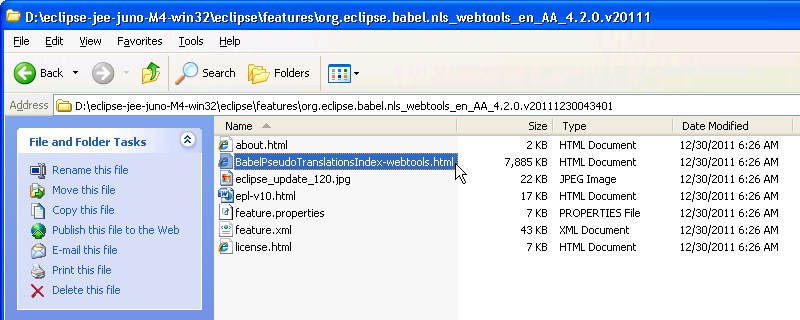 D:\eclipse-jee-juno-M4-win32\eclipse\features\org.eclipse.babel.nls_webtools_en_AA_4.2.0.v20111
File Edit View Favorites Tools Help
Back Search Folders
Address D:\eclipse-jee-juno-M4-win32\eclipse\features\org.eclipse.babel.nls_webtools_en_AA_4.2.0.v20111230043401
File and Folder Tasks
Rename this file
Move this file
Copy this file
Publish this file to the Web
E-mail this file
Print this file
Delete this file
Name Size Type Date Modified
about.html 2 KB HTML Document 12/30/2011 6:26 AM
BabelPseudoTranslationsIndex-webtools.html 7,885 KB HTML Document 12/30/2011 6:26 AM
eclipse_update_120.jpg 22 KB JPEG Image 12/30/2011 6:26 AM
epl-v10.html 17 KB HTML Document 12/30/2011 6:26 AM
feature.properties 7 KB PROPERTIES File 12/30/2011 6:26 AM
feature.xml 43 KB XML Document 12/30/2011 6:26 AM
license.html 7 KB HTML Document 12/30/2011 6:26 AM